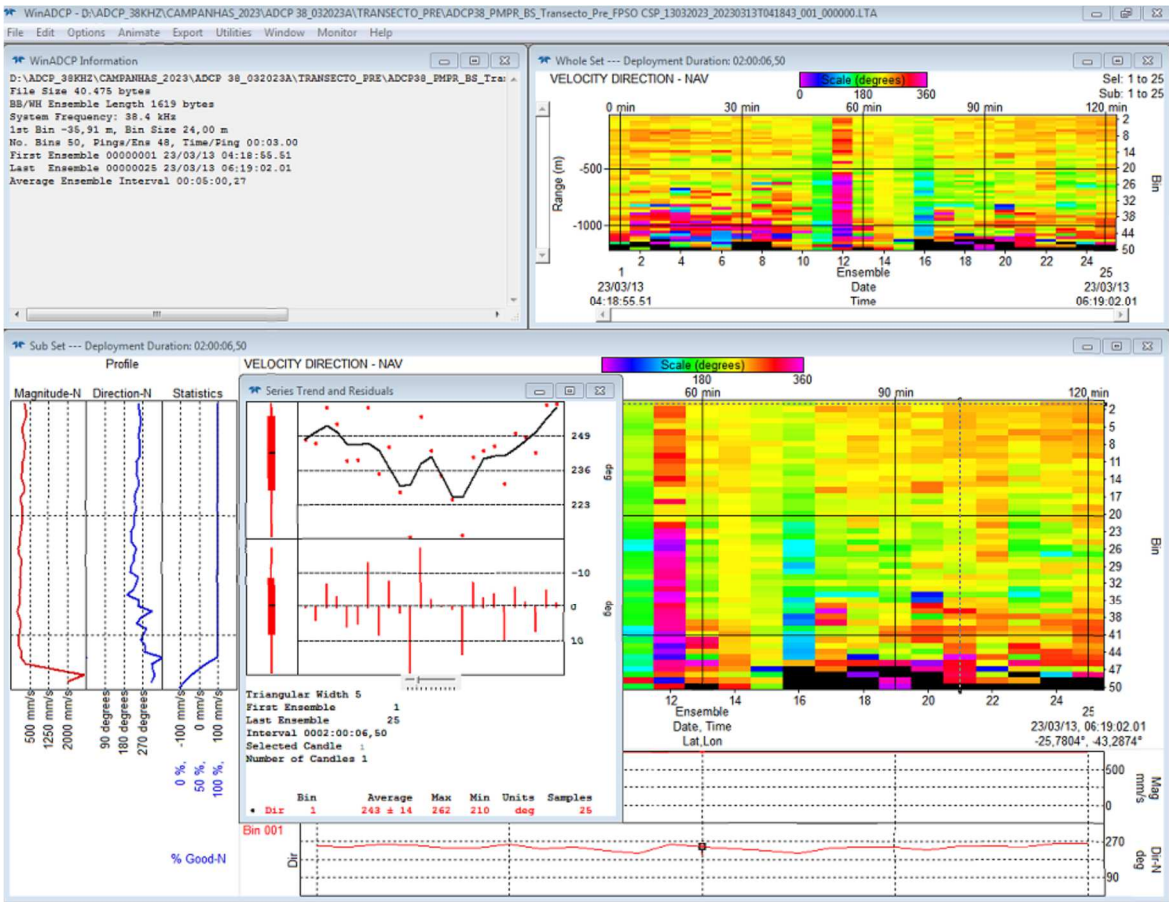 WinADCP - D:\ADCP_38KHZ\CAMPANHAS_2023\ADCP 38_032023A\TRANSECTO_PRE\ADCP38_PMPR_BS_Transecto_Pre_FPSO CSP_13032023_20230313T041843_001_000000.LTA
File Edit Options Animate Export Utilities Window Monitor Help
WinADCP Information
D:\ADCP_38KHZ\CAMPANHAS_2023\ADCP 38_032023A\TRANSECTO_PRE\ADCP38_PMPR_BS_Tra
File Size 40.475 bytes
BB/WH Ensemble Length 1619 bytes
System Frequency: 38.4 kHz
1st Bin -35,91 m, Bin Size 24,00 m
No. Bins 50, Pings/Ens 48, Time/Ping 00:03.00
First Ensemble 00000001 23/03/13 04:18:55.51
Last Ensemble 00000025 23/03/13 06:19:02.01
Average Ensemble Interval 00:05:00,27
Whole Set --- Deployment Duration: 02:00:06,50
VELOCITY DIRECTION - NAV
Scale (degrees)
0 180 360
Sel: 1 to 25
Sub: 1 to 25
0 min 30 min 60 min 90 min 120 min
Range (m)
-500
-1000
2
8
14
20
26
32
38
44
50
Bin
2 4 6 8 10 12 14 16 18 20 22 24
1 Ensemble 25
23/03/13 Date 23/03/13
04:18:55.51 Time 06:19:02.01
Sub Set --- Deployment Duration: 02:00:06,50
Profile
Magnitude-N Direction-N Statistics
500 mm/s
1250 mm/s
2000 mm/s
90 degrees
180 degrees
270 degrees
-100 mm/s
0 mm/s
100 mm/s
0 %,
50 %,
100 %,
% Good-N
VELOCITY DIRECTION - NAV
Scale (degrees)
180 360
60 min 90 min 120 min
Series Trend and Residuals
249
236
223
deg
-10
0
10
deg
Triangular Width 5
First Ensemble 1
Last Ensemble 25
Interval 0002:00:06,50
Selected Candle 1
Number of Candles 1
Bin Average Max Min Units Samples
• Dir 1 243 ± 14 262 210 deg 25
2
5
8
11
14
17
20
23
26
29
32
35
38
41
44
47
50
Bin
12 14 16 18 20 22 24
Ensemble 25
Date, Time 23/03/13, 06:19:02.01
Lat,Lon -25,7804°, -43,2874°
500
0
Mag
mm/s
Bin 001
Dir
270
90
Dir-N
deg